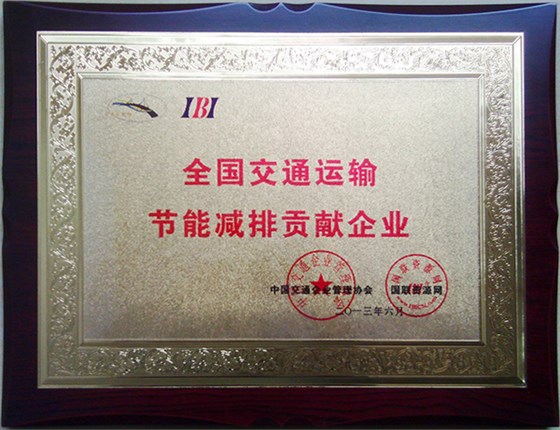 IBI
全国交通运输
节能减排贡献企业
中国交通企业管理协会 国联资源网
二〇一三年六月